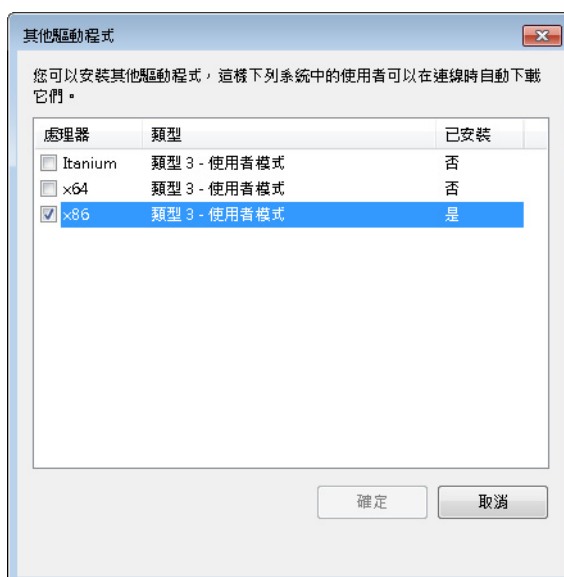 其他驅動程式
您可以安裝其他驅動程式，這樣下列系統中的使用者可以在連線時自動下載
它們。
處理器 類型 已安裝
Itanium 類型 3 - 使用者模式 否
x64 類型 3 - 使用者模式 否
x86 類型 3 - 使用者模式 是
確定 取消